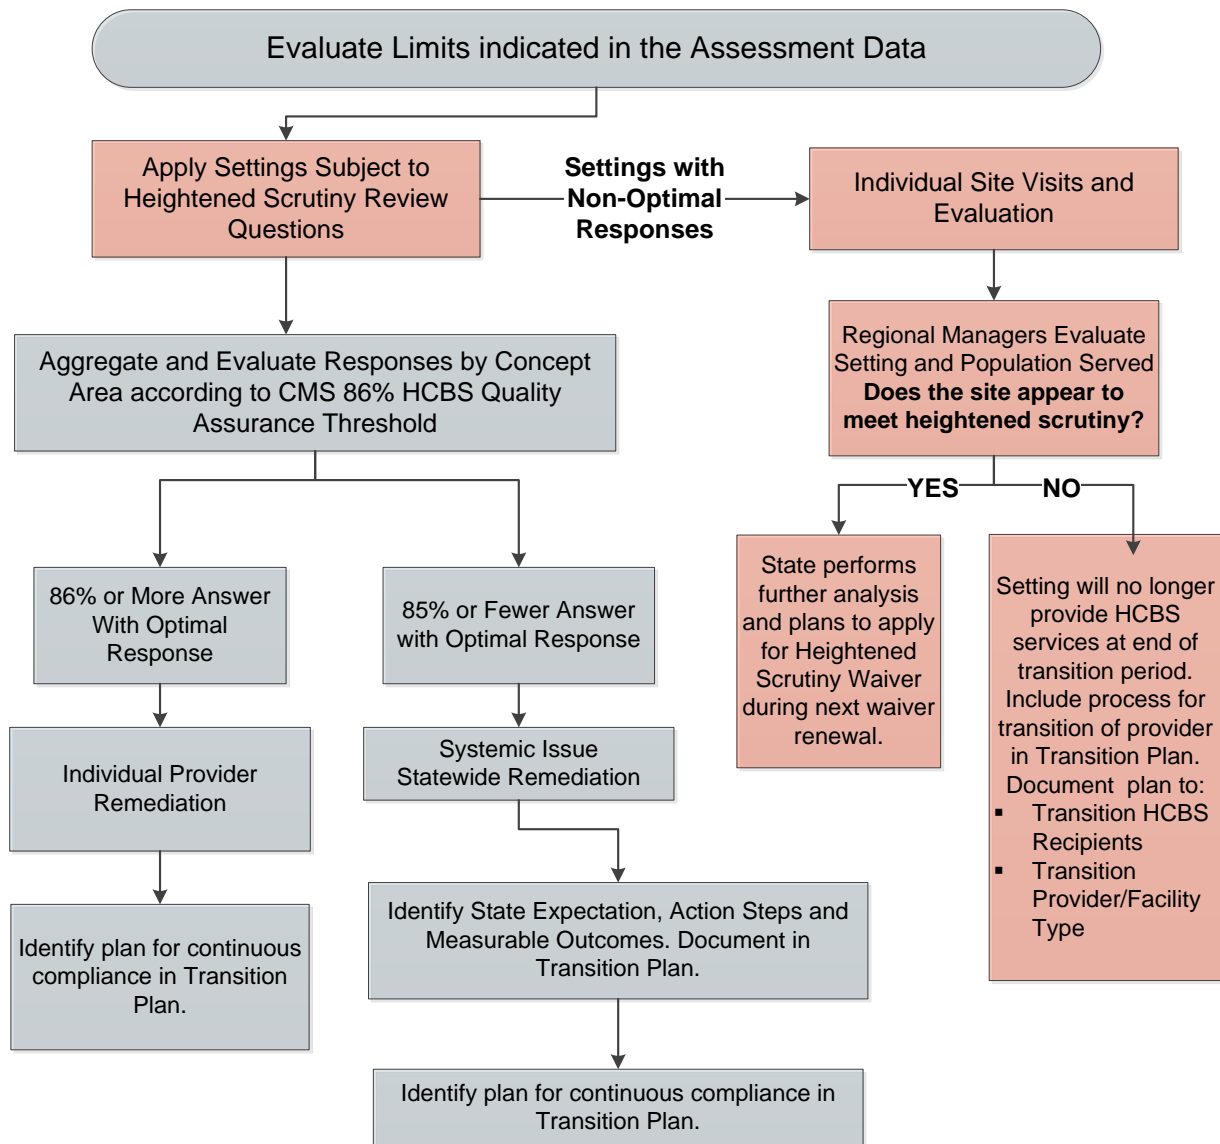 Evaluate Limits indicated in the Assessment Data
Apply Settings Subject to
Heightened Scrutiny Review
Questions
Settings with
Non-Optimal
Responses
Individual Site Visits and
Evaluation
Regional Managers Evaluate
Setting and Population Served
Does the site appear to
meet heightened scrutiny?
Aggregate and Evaluate Responses by Concept
Area according to CMS 86% HCBS Quality
Assurance Threshold
YES
NO
86% or More Answer
With Optimal
Response
85% or Fewer Answer
with Optimal Response
State performs
further analysis
and plans to apply
for Heightened
Scrutiny Waiver
during next waiver
renewal.
Setting will no longer
provide HCBS
services at end of
transition period.
Include process for
transition of provider
in Transition Plan.
Document plan to:
▪ Transition HCBS
Recipients
▪ Transition
Provider/Facility
Type
Individual Provider
Remediation
Systemic Issue
Statewide Remediation
Identify plan for continuous
compliance in Transition
Plan.
Identify State Expectation, Action Steps and
Measurable Outcomes. Document in
Transition Plan.
Identify plan for continuous compliance in
Transition Plan.